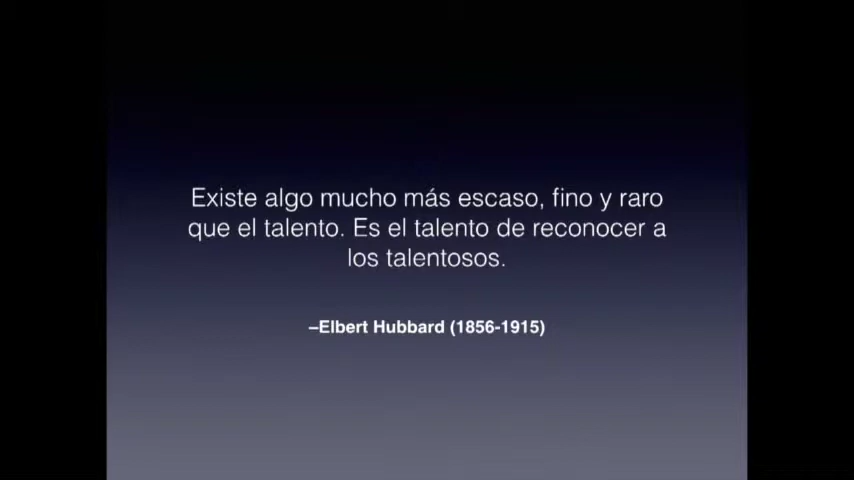 Existe algo mucho más escaso, fino y raro
que el talento. Es el talento de reconocer a
los talentosos.
–Elbert Hubbard (1856-1915)